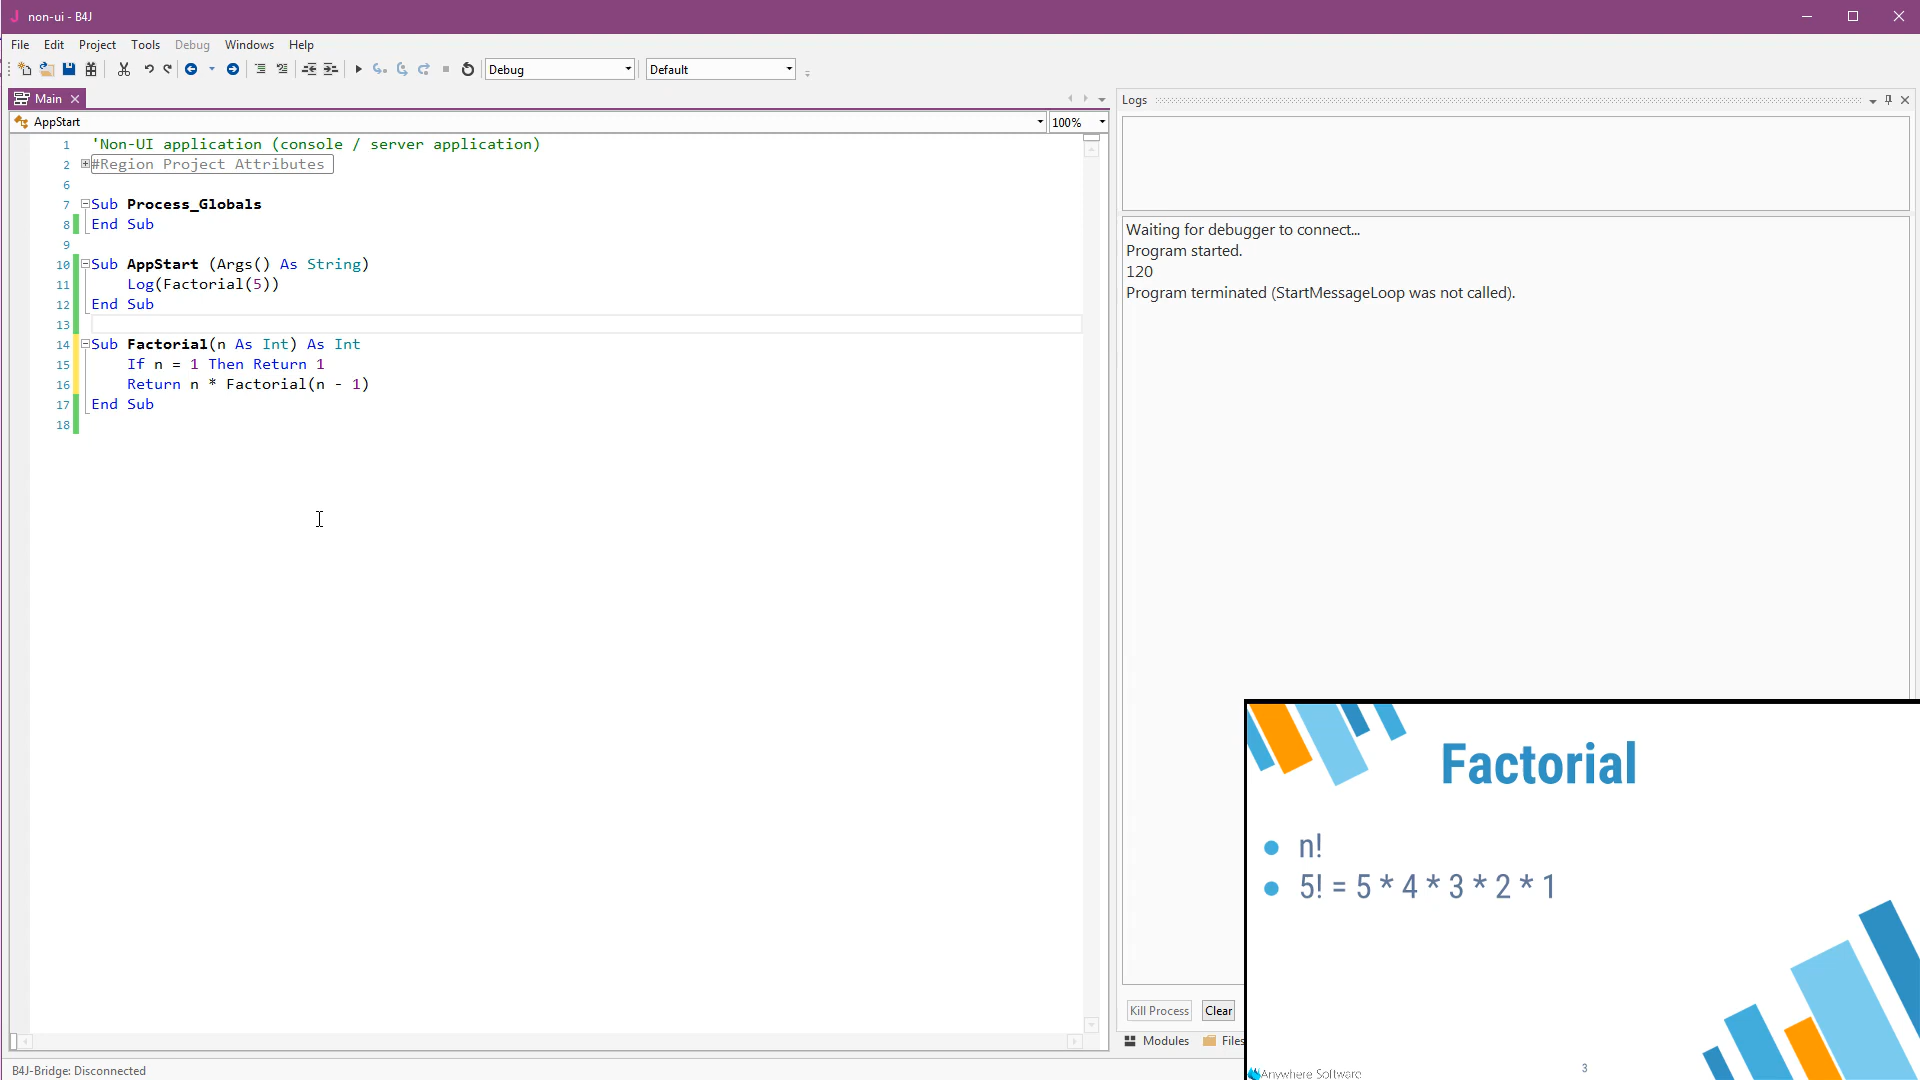 non-ui - B4J
File Edit Project Tools Debug Windows Help
Debug Default
Main
AppStart 100%
1 'Non-UI application (console / server application)
2 #Region Project Attributes
6
7 Sub Process_Globals
8 End Sub
9
10 Sub AppStart (Args() As String)
11 Log(Factorial(5))
12 End Sub
13
14 Sub Factorial(n As Int) As Int
15 If n = 1 Then Return 1
16 Return n * Factorial(n - 1)
17 End Sub
18
Logs
Waiting for debugger to connect...
Program started.
120
Program terminated (StartMessageLoop was not called).
Kill Process Clear
Modules Files
Factorial
n!
5! = 5 * 4 * 3 * 2 * 1
Anywhere Software
3
B4J-Bridge: Disconnected